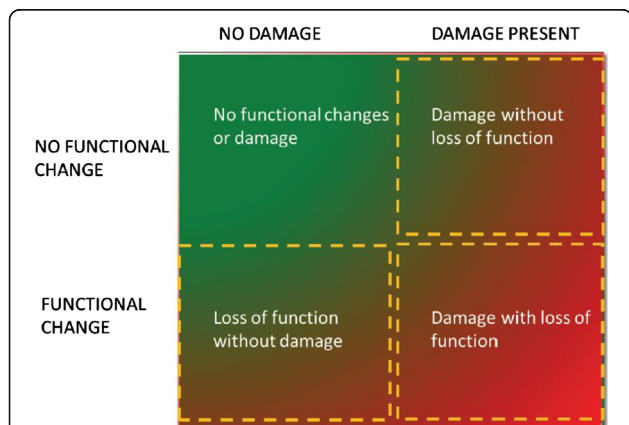 NO DAMAGE
DAMAGE PRESENT
NO FUNCTIONAL
CHANGE
No functional changes
or damage
Damage without
loss of function
FUNCTIONAL
CHANGE
Loss of function
without damage
Damage with loss of
function